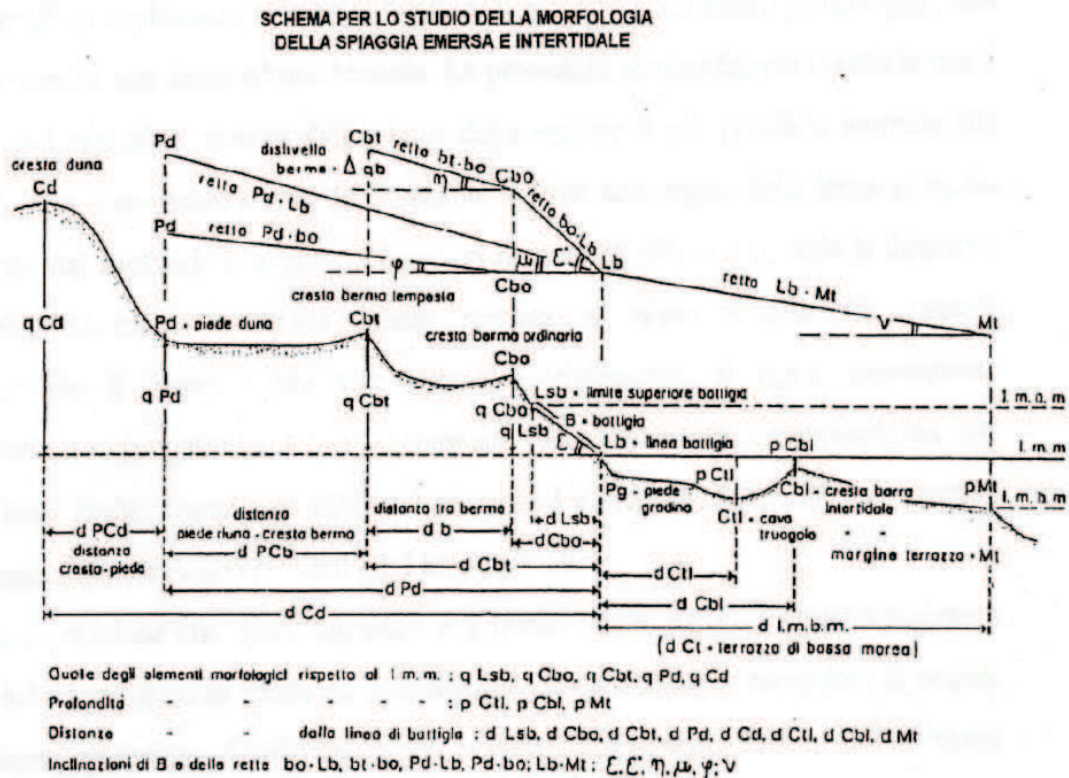 SCHEMA PER LO STUDIO DELLA MORFOLOGIA
DELLA SPIAGGIA EMERSA E INTERTIDALE
Pd
Cbt
cresta duna
Cd
dislivello
berme = Δ qb
retta bt-bo
Cbo
η
retta Pd-Lb
retta bo-Lb
Pd
retta Pd-bo
φ
μ
Lb
Cbo
retta Lb-Mt
ν
Mt
cresta berma tempesta
q Cd
Pd = piede duna
Cbt
cresta berma ordinaria
Cbo
Lsb = limite superiore battigia
q Pd
q Cbt
q Cbo
B = battigia
q Lsb
Lb = linea battigia
l. m. m
p Cbl
p Ctl
Pg = piede
gradino
Cbl = cresta barra
intertidale
p Mt
l. m. b. m
Ctl = cavo
truogolo
margine terrazzo = Mt
d PCd
distanza
cresta-piede
distanza
piede duna - cresta berma
d PCb
distanza tra berme
d b
d Lsb
d Cbo
d Cbt
d Ctl
d Pd
d Cbl
d Cd
d l.m.b.m.
(d Ct = terrazzo di bassa marea)
Quote degli elementi morfologici rispetto al l m. m. : q Lsb, q Cbo, q Cbt, q Pd, q Cd
Profondità - - - - - : p Ctl, p Cbl, p Mt
Distanze - - dalla linea di battigia : d Lsb, d Cbo, d Cbt, d Pd, d Cd, d Ctl, d Cbl, d Mt
Inclinazioni di B e delle rette bo-Lb, bt-bo, Pd-Lb, Pd-bo; Lb-Mt : ξ, ξ', η, μ, φ; ν